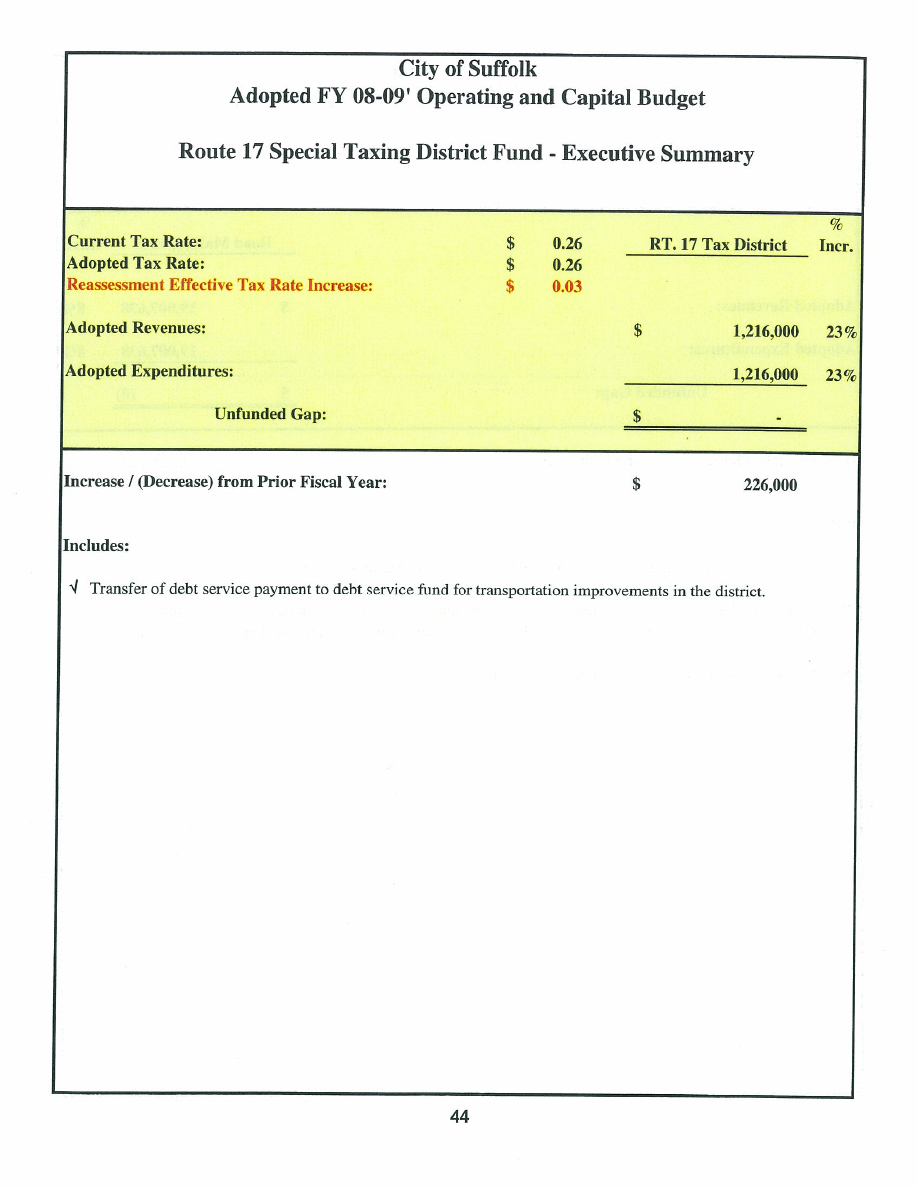 City of Suffolk
Adopted FY 08-09' Operating and Capital Budget
Route 17 Special Taxing District Fund - Executive Summary
%
Current Tax Rate: $ 0.26 RT. 17 Tax District Incr.
Adopted Tax Rate: $ 0.26
Reassessment Effective Tax Rate Increase: $ 0.03
Adopted Revenues: $ 1,216,000 23%
Adopted Expenditures: 1,216,000 23%
Unfunded Gap: $ -
Increase / (Decrease) from Prior Fiscal Year: $ 226,000
Includes:
√ Transfer of debt service payment to debt service fund for transportation improvements in the district.
44